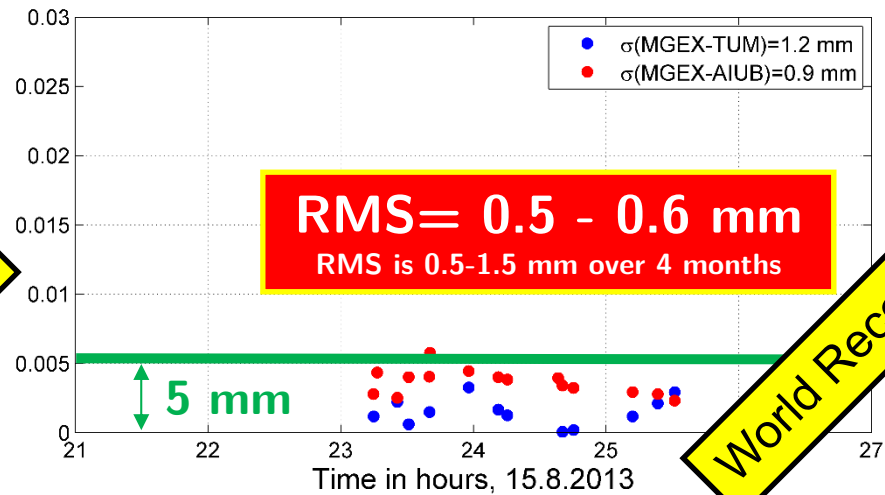 0.03
σ(MGEX-TUM)=1.2 mm
σ(MGEX-AIUB)=0.9 mm
0.025
0.02
RMS= 0.5 - 0.6 mm
RMS is 0.5-1.5 mm over 4 months
0.015
0.01
0.005
5 mm
World
0
21 22 23 24 25 27
Time in hours, 15.8.2013